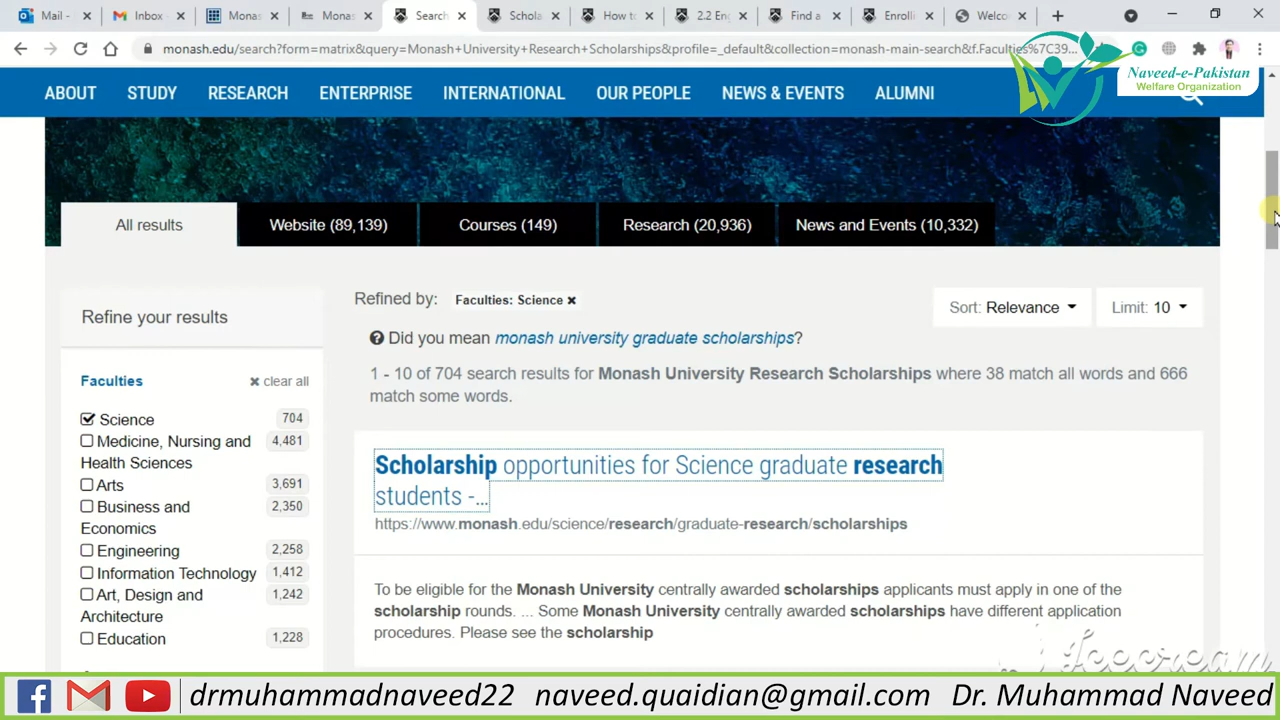 Mail -
Inbox -
Monas
Monas
Search
Schola
How to
2.2 Eng
Find a
Enrolli
Welco
monash.edu/search?form=matrix&query=Monash+University+Research+Scholarships&profile=_default&collection=monash-main-search&f.Faculties%7C39...
Naveed-e-Pakistan
Welfare Organization
ABOUT STUDY RESEARCH ENTERPRISE INTERNATIONAL OUR PEOPLE NEWS & EVENTS ALUMNI
All results Website (89,139) Courses (149) Research (20,936) News and Events (10,332)
Refine your results
Faculties clear all
Science 704
Medicine, Nursing and 4,481
Health Sciences
Arts 3,691
Business and 2,350
Economics
Engineering 2,258
Information Technology 1,412
Art, Design and 1,242
Architecture
Education 1,228
Refined by: Faculties: Science
Sort: Relevance Limit: 10
Did you mean monash university graduate scholarships?
1 - 10 of 704 search results for Monash University Research Scholarships where 38 match all words and 666
match some words.
Scholarship opportunities for Science graduate research
students -...
https://www.monash.edu/science/research/graduate-research/scholarships
To be eligible for the Monash University centrally awarded scholarships applicants must apply in one of the
scholarship rounds. ... Some Monash University centrally awarded scholarships have different application
procedures. Please see the scholarship
drmuhammadnaveed22 naveed.quaidian@gmail.com Dr. Muhammad Naveed